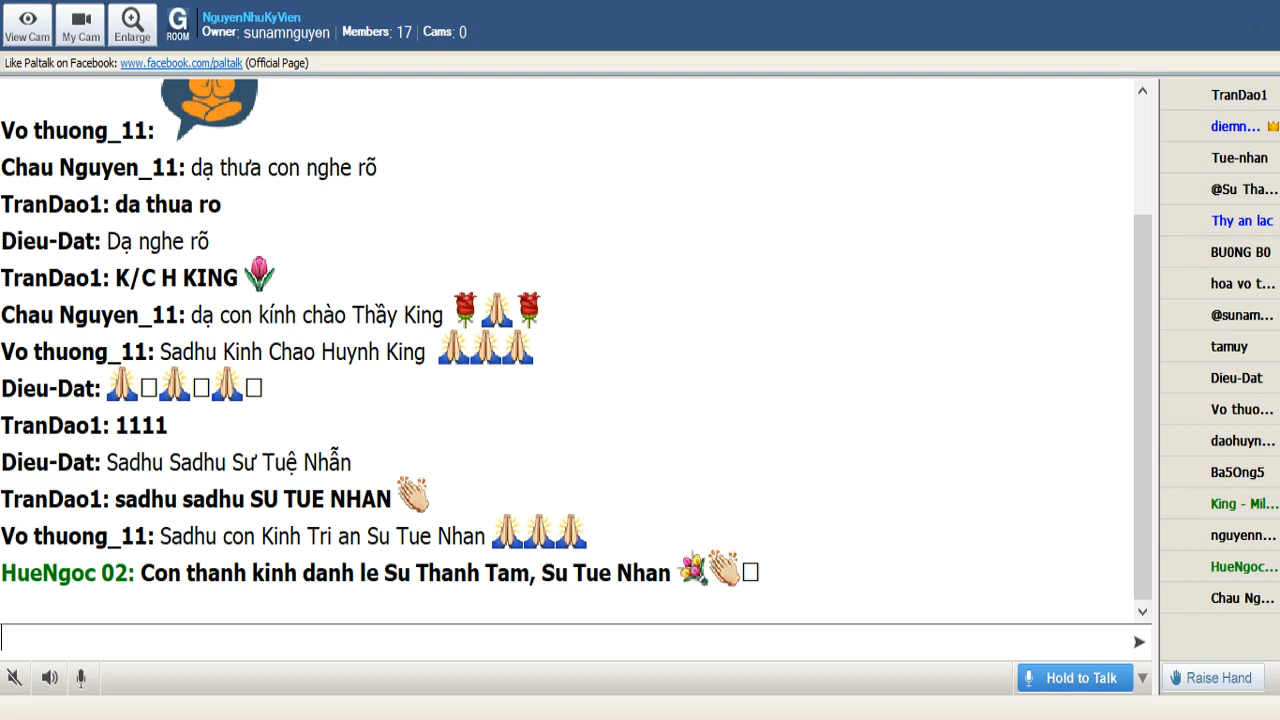 View Cam
My Cam
Enlarge
G
ROOM
NguyenNhuKyVien
Owner: sunamnguyen | Members: 17 | Cams: 0
Like Paltalk on Facebook: www.facebook.com/paltalk (Official Page)
Vo thuong_11:
Chau Nguyen_11: dạ thưa con nghe rõ
TranDao1: da thua ro
Dieu-Dat: Dạ nghe rõ
TranDao1: K/C H KING 🌷
Chau Nguyen_11: dạ con kính chào Thầy King 🌹🙏🌹
Vo thuong_11: Sadhu Kinh Chao Huynh King 🙏🙏🙏
Dieu-Dat: 🙏□🙏□🙏□
TranDao1: 1111
Dieu-Dat: Sadhu Sadhu Sư Tuệ Nhẫn
TranDao1: sadhu sadhu SU TUE NHAN 👏
Vo thuong_11: Sadhu con Kinh Tri an Su Tue Nhan 🙏🙏🙏
HueNgoc 02: Con thanh kinh danh le Su Thanh Tam, Su Tue Nhan 💐👏□
TranDao1
diemn...
Tue-nhan
@Su Tha...
Thy an lac
BU0NG B0
hoa vo t...
@sunam...
tamuy
Dieu-Dat
Vo thuo...
daohuyn...
Ba5Ong5
King - Mil...
nguyenn...
HueNgoc...
Chau Ng...
Hold to Talk
Raise Hand